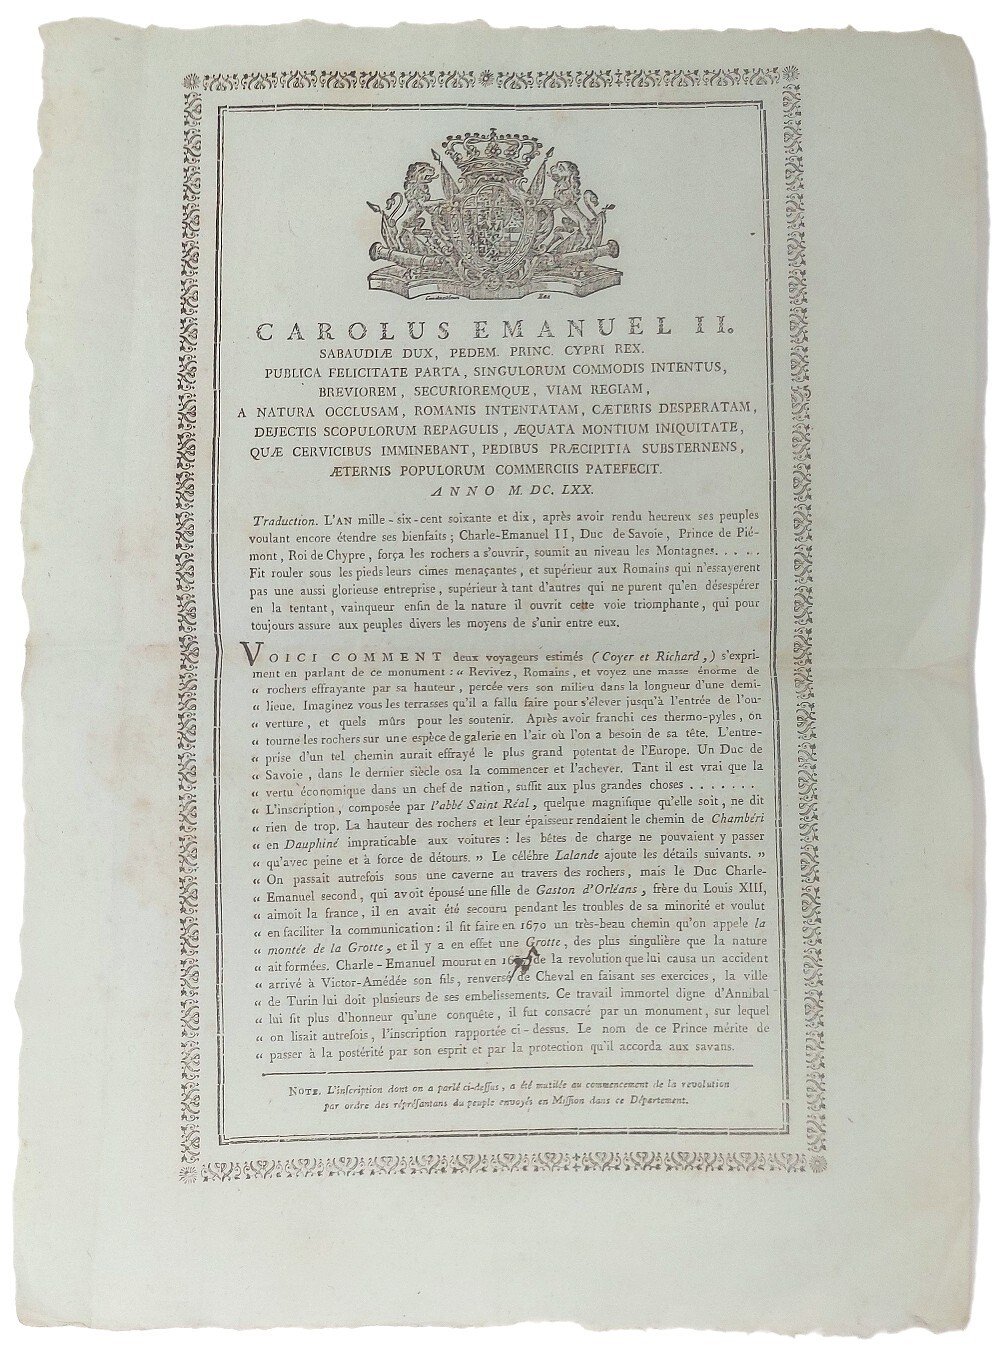 CAROLUS EMANUEL II.
SABAUDIÆ DUX, PEDEM. PRINC. CYPRI REX.
PUBLICA FELICITATE PARTA, SINGULORUM COMMODIS INTENTUS,
BREVIOREM, SECURIOREMQUE, VIAM REGIAM,
A NATURA OCCLUSAM, ROMANIS INTENTATAM, CÆTERIS DESPERATAM,
DEJECTIS SCOPULORUM REPAGULIS, ÆQUATA MONTIUM INIQUITATE,
QUÆ CERVICIBUS IMMINEBANT, PEDIBUS PRÆCIPITIA SUBSTERNENS,
ÆTERNIS POPULORUM COMMERCIIS PATEFECIT.
ANNO M. DC. LXX.
Traduction. L'AN mille-six-cent soixante et dix, après avoir rendu heureux ses peuples
voulant encore étendre ses bienfaits; Charle-Emanuel II, Duc de Savoie, Prince de Pié-
mont, Roi de Chypre, força les rochers a s'ouvrir, soumit au niveau les Montagnes. . . . .
Fit rouler sous les pieds leurs cimes menaçantes, et supérieur aux Romains qui n'essayerent
pas une aussi glorieuse entreprise, supérieur à tant d'autres qui ne purent qu'en désespérer
en la tentant, vainqueur enfin de la nature il ouvrit cette voie triomphante, qui pour
toujours assure aux peuples divers les moyens de s'unir entre eux.
VOICI COMMENT deux voyageurs estimés (Coyer et Richard,) s'expri-
ment en parlant de ce monument: « Revivez, Romains, et voyez une masse énorme de
« rochers effrayante par sa hauteur, percée vers son milieu dans la longueur d'une demi-
« lieue. Imaginez vous les terrasses qu'il a fallu faire pour s'élever jusqu'à l'entrée de l'ou-
« verture, et quels mûrs pour les soutenir. Après avoir franchi ces thermo-pyles, on
« tourne les rochers sur une espèce de galerie en l'air où l'on a besoin de sa tête. L'entre-
« prise d'un tel chemin aurait effrayé le plus grand potentat de l'Europe. Un Duc de
« Savoie, dans le dernier siècle osa la commencer et l'achever. Tant il est vrai que la
« vertu économique dans un chef de nation, suffit aux plus grandes choses . . . . . . .
« L'inscription, composée par l'abbé Saint Réal, quelque magnifique qu'elle soit, ne dit
« rien de trop. La hauteur des rochers et leur épaisseur rendaient le chemin de Chambéri
« en Dauphiné impraticable aux voitures: les bêtes de charge ne pouvaient y passer
« qu'avec peine et à force de détours. » Le célébre Lalande ajoute les détails suivants. »
« On passait autrefois sous une caverne au travers des rochers, mais le Duc Charle-
« Emanuel second, qui avoit épousé une fille de Gaston d'Orléans, frère du Louis XIII,
« aimoit la france, il en avait été secouru pendant les troubles de sa minorité et voulut
« en faciliter la communication: il fit faire en 1670 un très-beau chemin qu'on appele la
« montée de la Grotte, et il y a en effet une Grotte, des plus singulière que la nature
« ait formées. Charle-Emanuel mourut en de la revolution que lui causa un accident
« arrivé à Victor-Amédée son fils, renversé de Cheval en faisant ses exercices, la ville
« de Turin lui doit plusieurs de ses embelissements. Ce travail immortel digne d'Annibal
« lui fit plus d'honneur qu'une conquête, il fut consacré par un monument, sur lequel
« on lisait autrefois, l'inscription rapportée ci-dessus. Le nom de ce Prince mérite de
« passer à la postérité par son esprit et par la protection qu'il accorda aux savans.
NOTE. L'inscription dont on a parlé ci-dessus, a été mutilée au commencement de la revolution
par ordre des répréſantans du peuple envoyés en Miſſion dans ce Département.